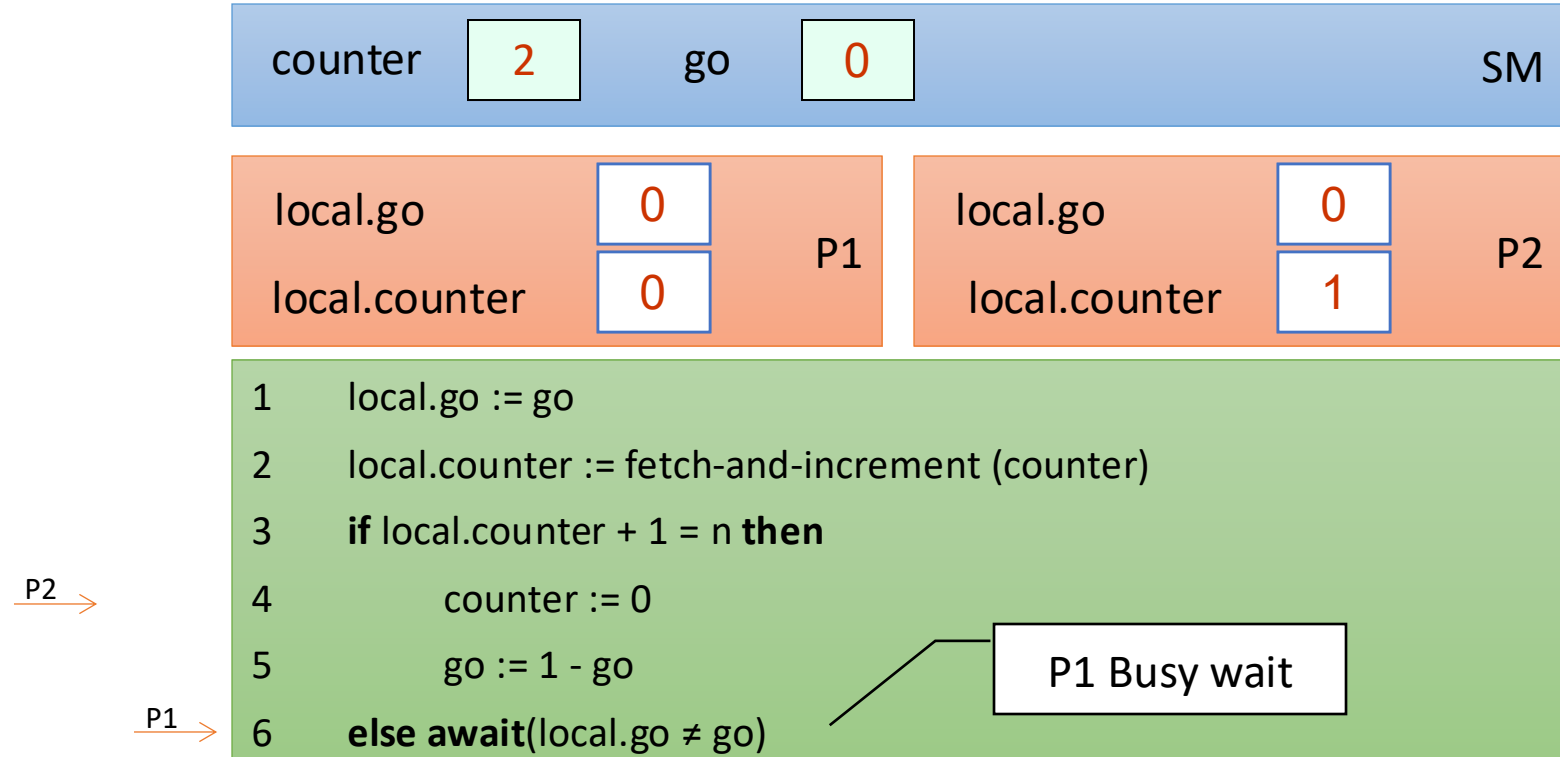 counter 2 go 0 SM
local.go 0 local.go 0
P1 P2
local.counter 0 local.counter 1
1 local.go := go
2 local.counter := fetch-and-increment (counter)
3 if local.counter + 1 = n then
P2 4 counter := 0
5 go := 1 - go
P1 Busy wait
P1 6 else await(local.go ≠ go)